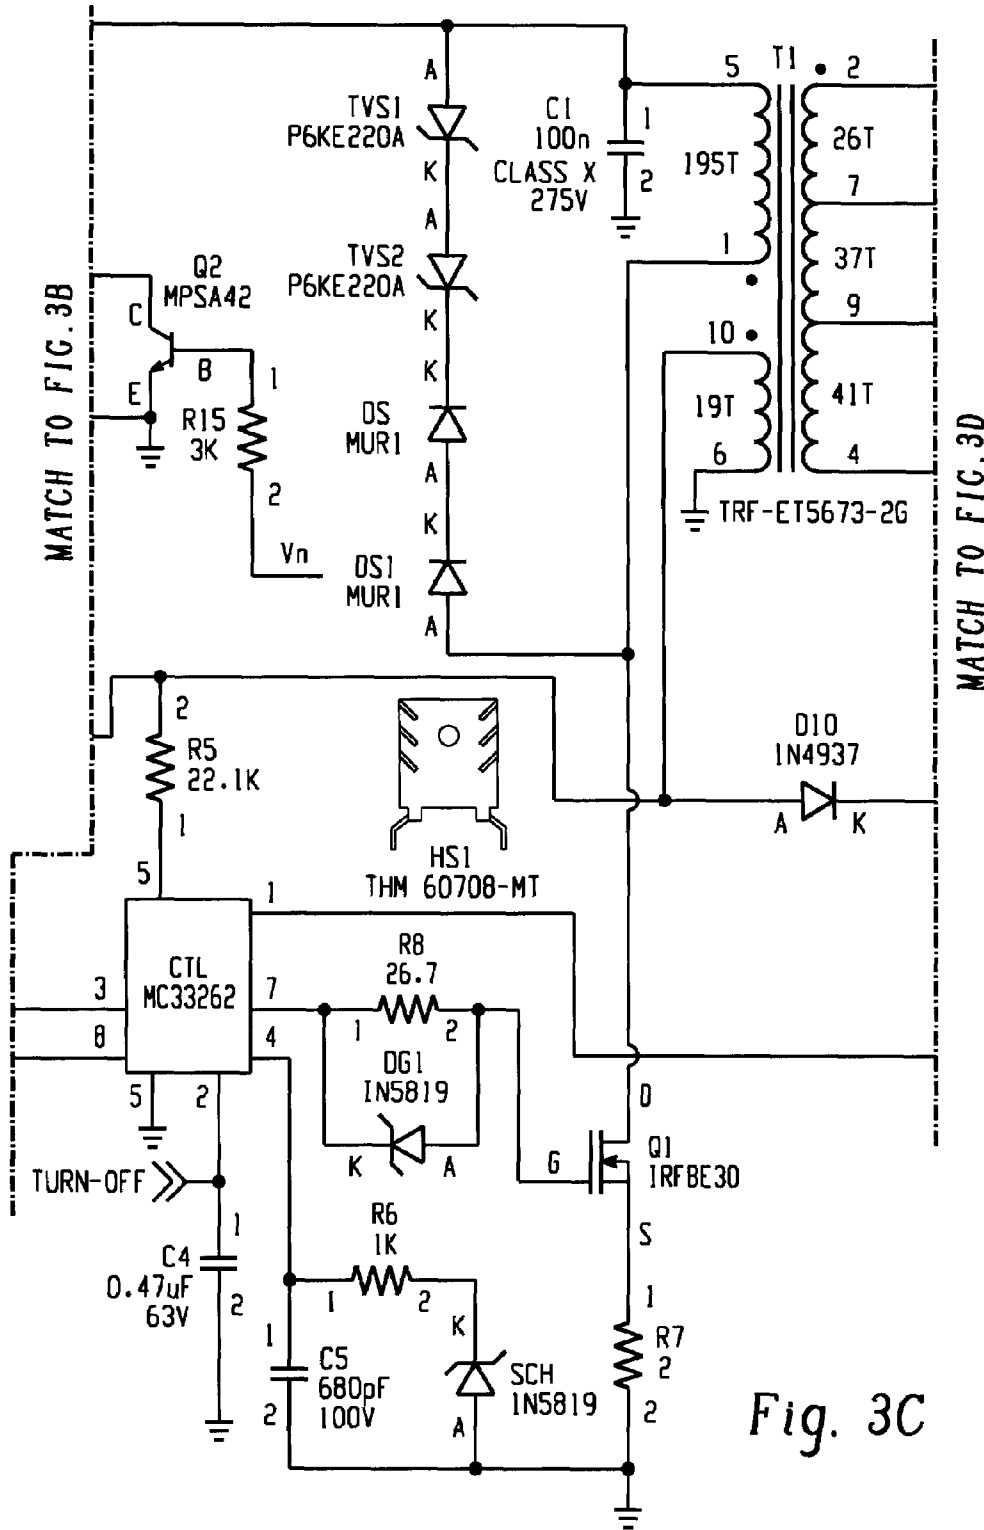 T1
5
2
A
TVS1
P6KE220A
C1
100n
CLASS X
275V
1
2
195T
26T
K
7
A
TVS2
P6KE220A
1
37T
Q2
MPSA42
C
B
E
K
9
10
K
1
R15
3K
2
DS
MUR1
19T
41T
A
6
4
TRF-ET5673-2G
K
Vn
DS1
MUR1
A
MATCH TO FIG.3B
MATCH TO FIG.3D
2
R5
22.1K
1
D10
1N4937
A
K
HS1
THM 60708-MT
5
1
CTL
MC33262
3
8
7
4
5
2
R8
26.7
1
2
DG1
1N5819
K
A
D
G
Q1
IRFBE30
S
TURN-OFF
1
C4
0.47uF
63V
2
R6
1K
1
2
K
SCH
1N5819
A
1
C5
680pF
100V
2
1
R7
2
2
Fig. 3C